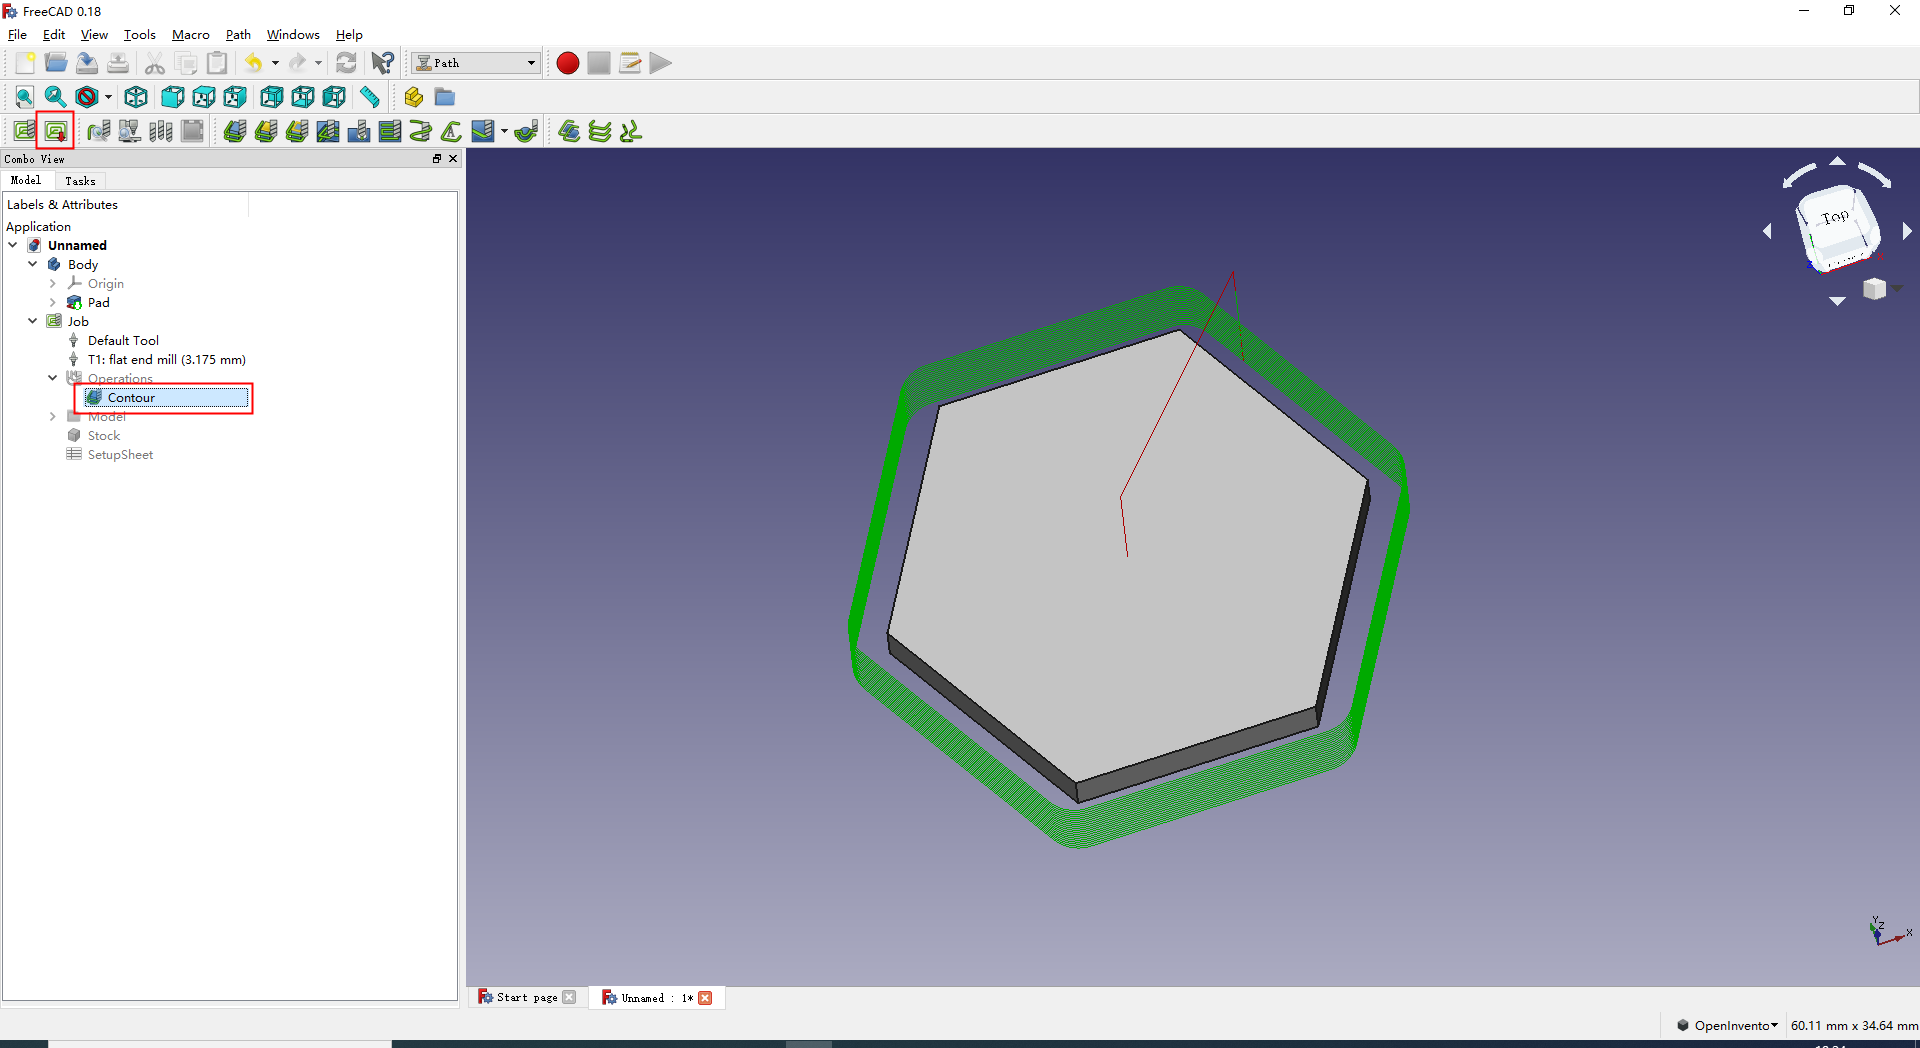 FreeCAD 0.18
File Edit View Tools Macro Path Windows Help
Path
Combo View
Model Tasks
Labels & Attributes
Application
Unnamed
Body
Origin
Pad
Job
Default Tool
T1: flat end mill (3.175 mm)
Operations
Contour
Model
Stock
SetupSheet
Top
Y
Z
X
Start page
Unnamed : 1*
OpenInvento
60.11 mm x 34.64 mm